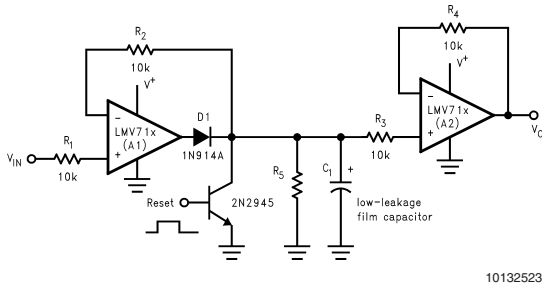 R2
10k
V+
LMV71x
(A1)
−
+
D1
1N914A
VIN
R1
10k
Reset
2N2945
R5
C1
+
low-leakage
film capacitor
R3
10k
R4
10k
V+
LMV71x
(A2)
−
+
VO
10132523